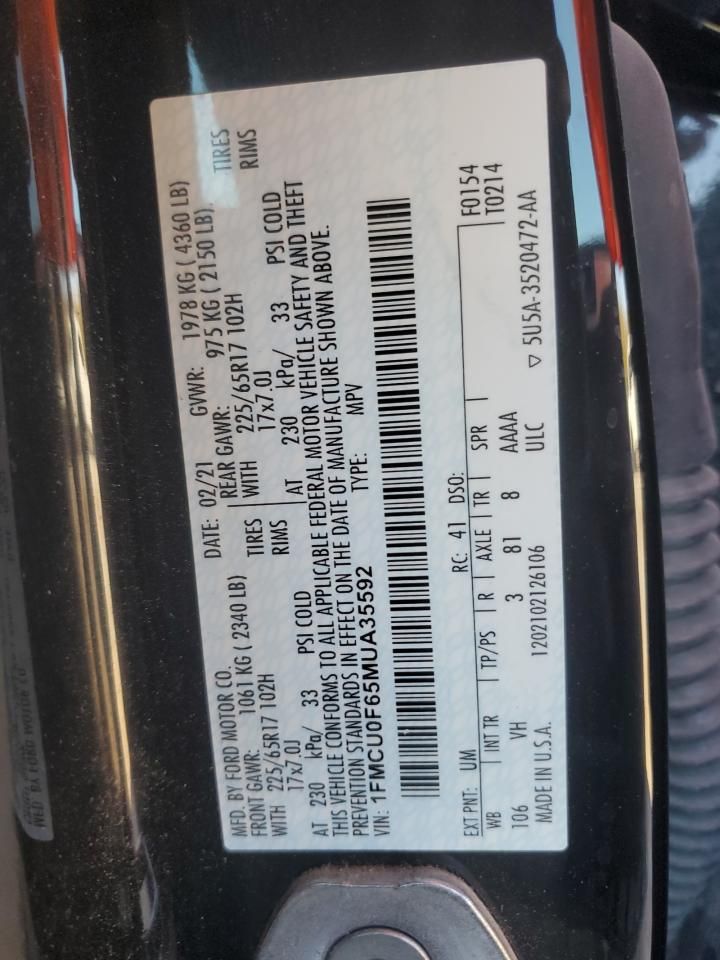 MFD. BY FORD MOTOR CO.
DATE: 02/21 GVWR: 1978 KG ( 4360 LB)
FRONT GAWR: 1061 KG ( 2340 LB) REAR GAWR: 975 KG ( 2150 LB)
WITH 225/65R17 102H TIRES WITH 225/65R17 102H TIRES
17x7.0J RIMS 17x7.0J RIMS
AT 230 kPa/ 33 PSI COLD AT 230 kPa/ 33 PSI COLD
THIS VEHICLE CONFORMS TO ALL APPLICABLE FEDERAL MOTOR VEHICLE SAFETY AND THEFT
PREVENTION STANDARDS IN EFFECT ON THE DATE OF MANUFACTURE SHOWN ABOVE.
VIN: 1FMCU0F65MUA35592 TYPE: MPV
EXT PNT: UM RC: 41 DSO: F0154
WB INT TR TP/PS R AXLE TR SPR T0214
106 VH 3 81 8 AAAA
MADE IN U.S.A. 1202102126106 ULC ▽ 5U5A-3520472-AA